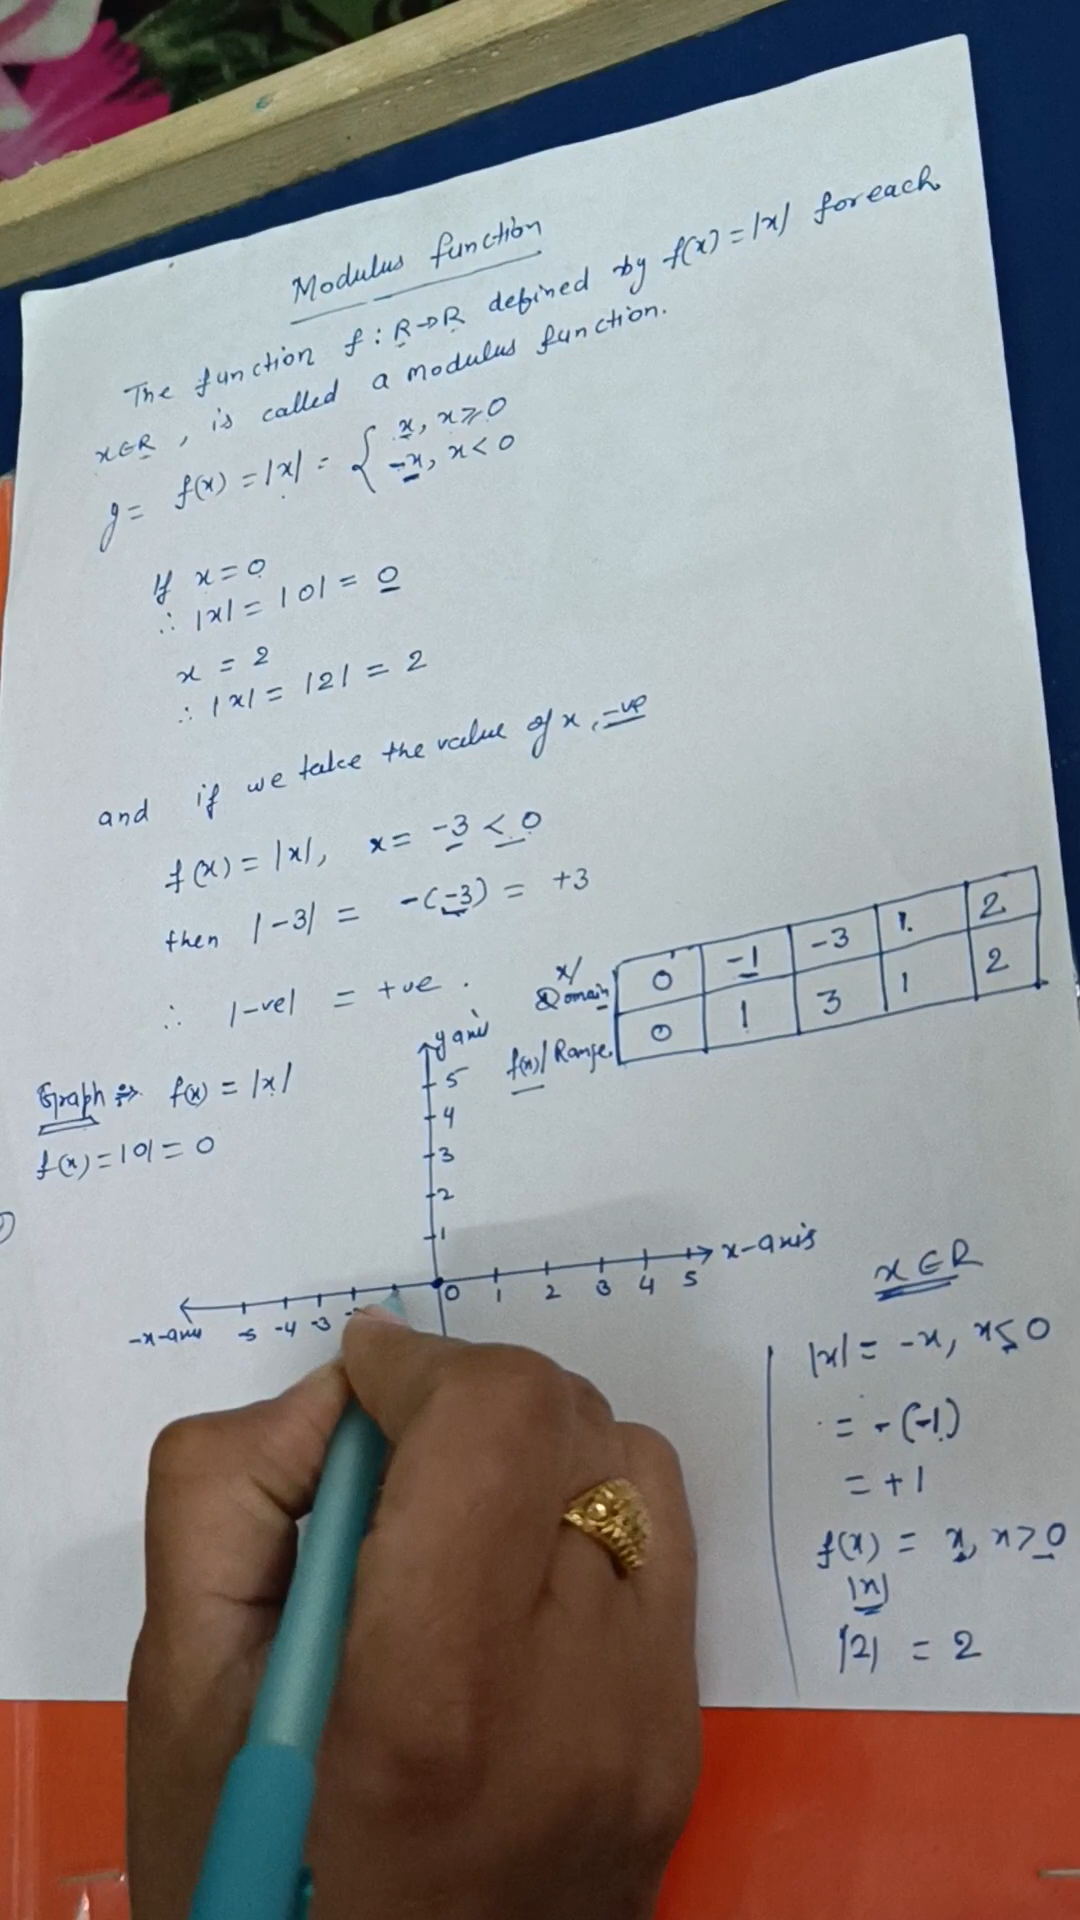 Modulus function
The function f : R→R defined by f(x) = |x| for each
x∈R, is called a modulus function.
y = f(x) = |x| = { x, x ≥ 0
-x, x < 0
If x = 0
∴ |x| = |0| = 0
x = 2
∴ |x| = |2| = 2
and if we take the value of x, -ve
f(x) = |x|, x = -3 < 0
then |-3| = -(-3) = +3
∴ |-ve| = +ve.
x/Domain 0 -1 -3 1 2
f(x)/Range 0 1 3 1 2
Graph ⇒ f(x) = |x|
f(x) = |0| = 0
y axis
5
4
3
2
1
x-axis
-x-axis -5 -4 -3 0 1 2 3 4 5
x ∈ R
|x| = -x, x ≤ 0
= -(-1)
= +1
f(x) = x, x > 0
|x|
|2| = 2